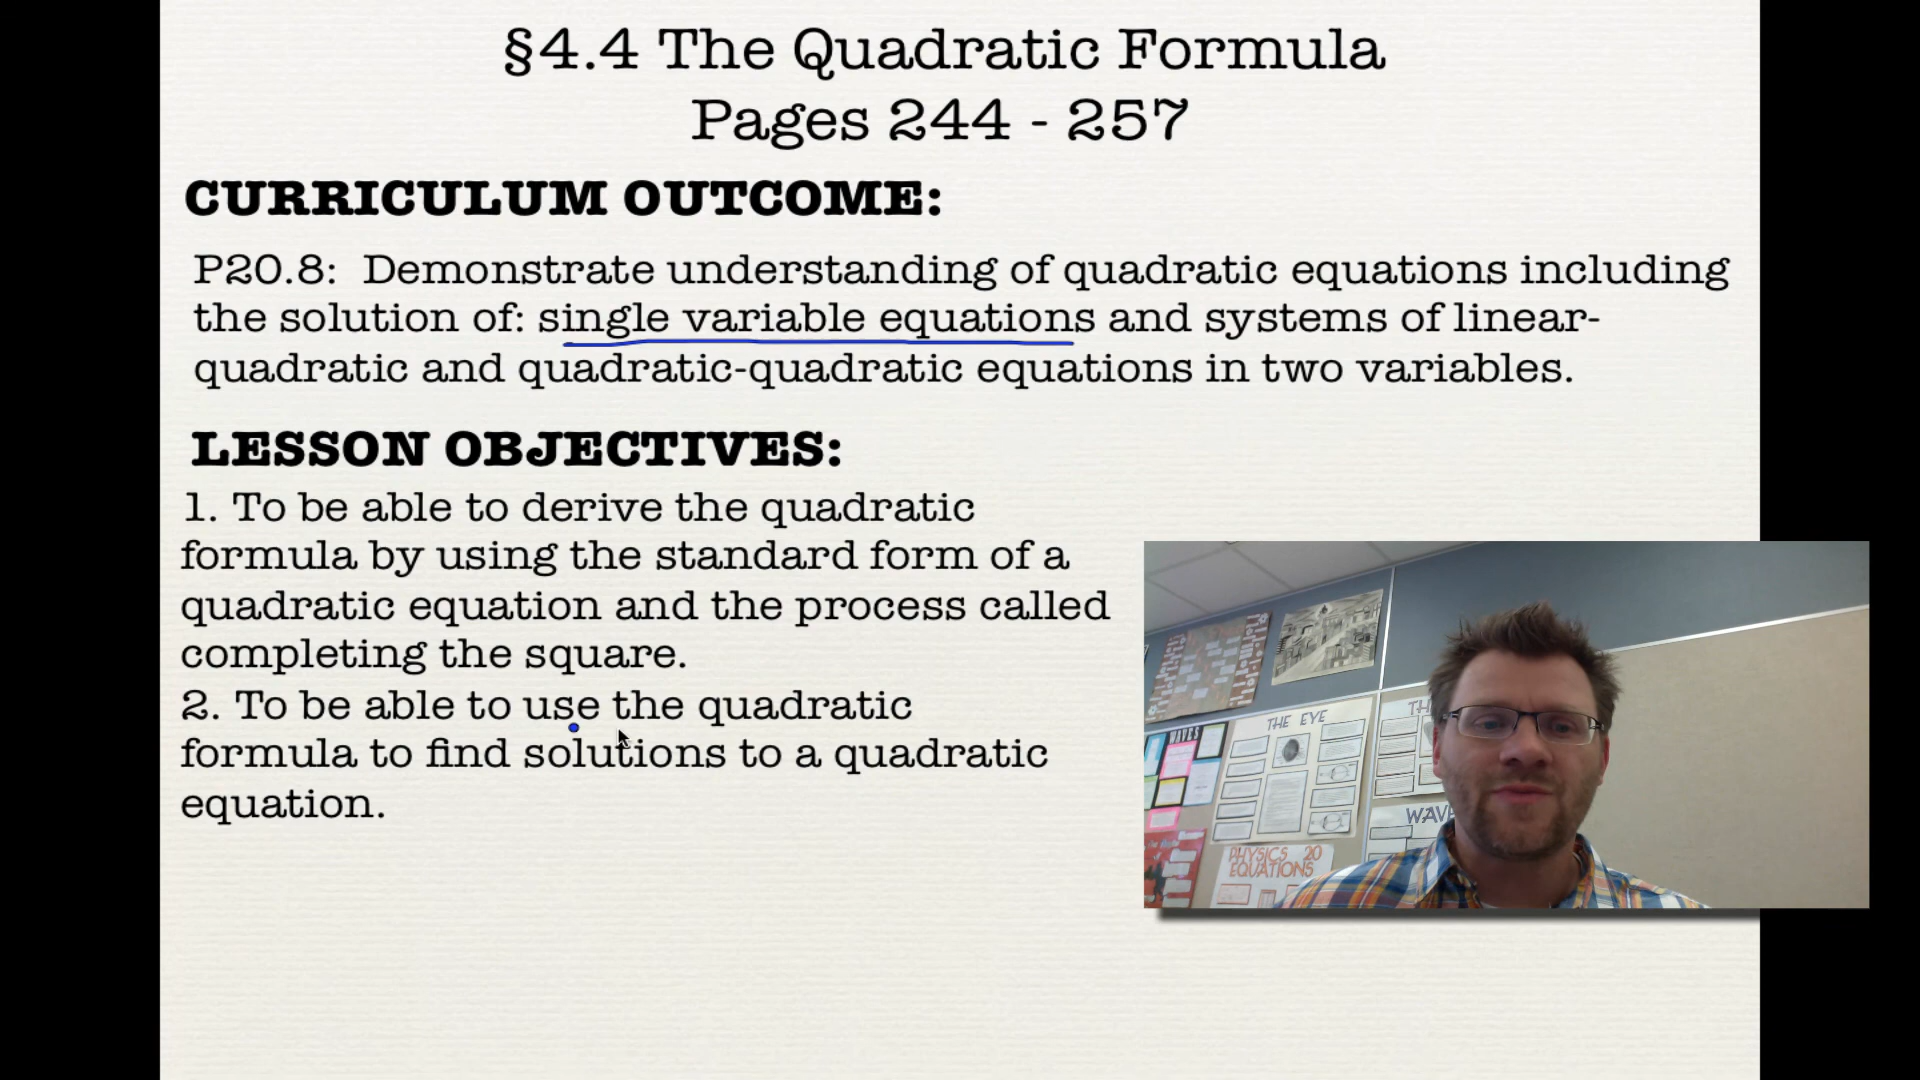 §4.4 The Quadratic Formula
Pages 244 - 257
CURRICULUM OUTCOME:
P20.8: Demonstrate understanding of quadratic equations including
the solution of: single variable equations and systems of linear-
quadratic and quadratic-quadratic equations in two variables.
LESSON OBJECTIVES:
1. To be able to derive the quadratic
formula by using the standard form of a
quadratic equation and the process called
completing the square.
2. To be able to use the quadratic
formula to find solutions to a quadratic
equation.
WAVES
THE EYE
TH
WAV
PHYSICS 20
EQUATIONS